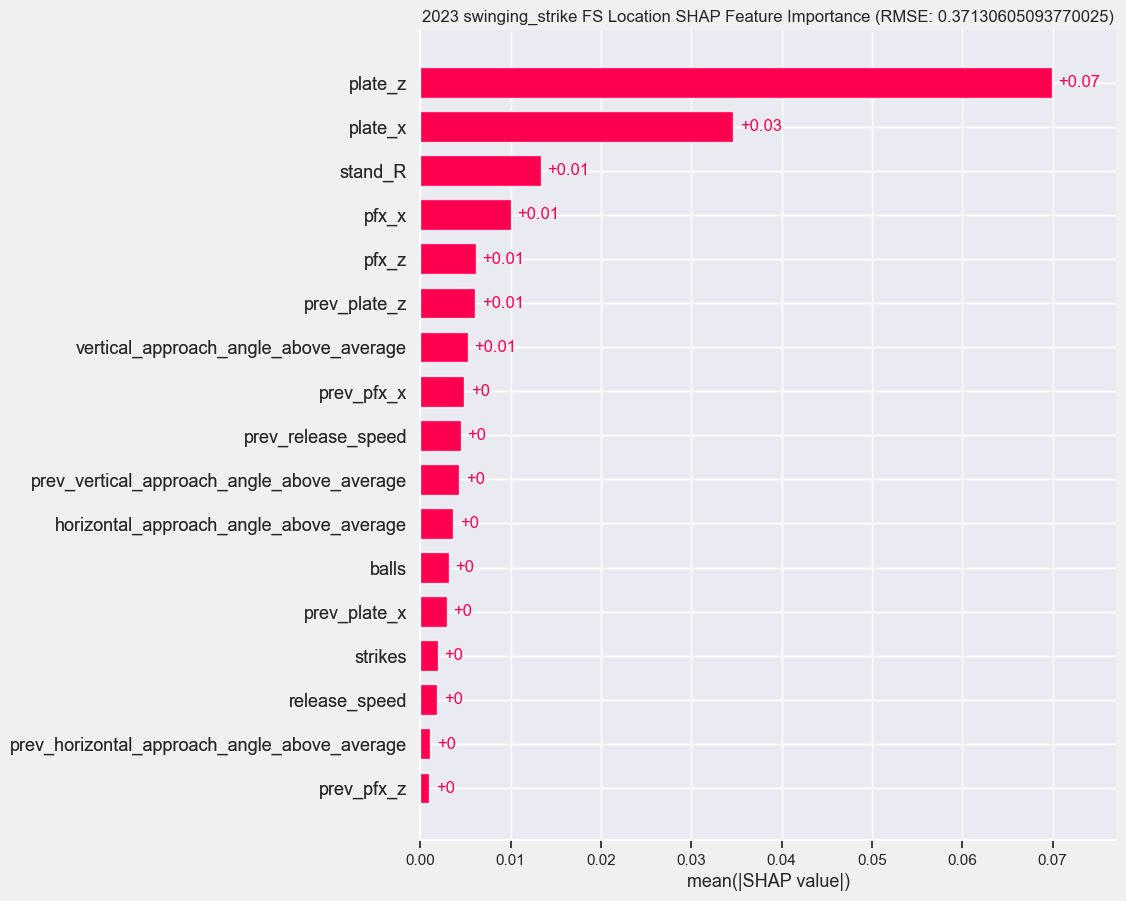 2023 swinging_strike FS Location SHAP Feature Importance (RMSE: 0.37130605093770025)
plate_z +0.07
plate_x +0.03
stand_R +0.01
pfx_x +0.01
pfx_z +0.01
prev_plate_z +0.01
vertical_approach_angle_above_average +0.01
prev_pfx_x +0
prev_release_speed +0
prev_vertical_approach_angle_above_average +0
horizontal_approach_angle_above_average +0
balls +0
prev_plate_x +0
strikes +0
release_speed +0
prev_horizontal_approach_angle_above_average +0
prev_pfx_z +0
0.00 0.01 0.02 0.03 0.04 0.05 0.06 0.07
mean(|SHAP value|)